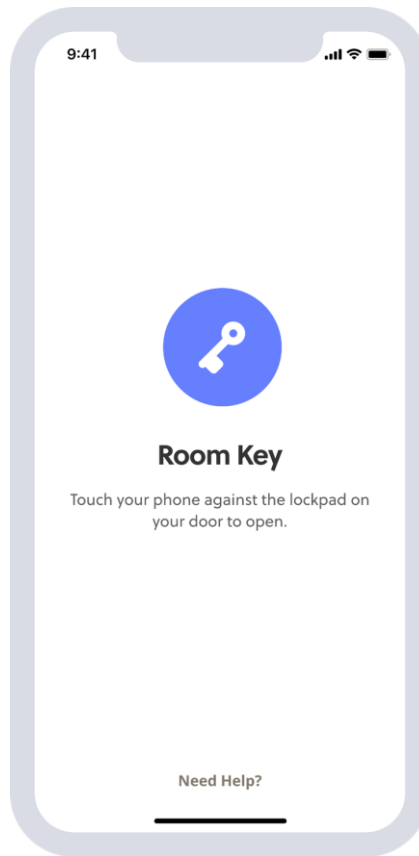 9:41
Room Key
Touch your phone against the lockpad on
your door to open.
Need Help?